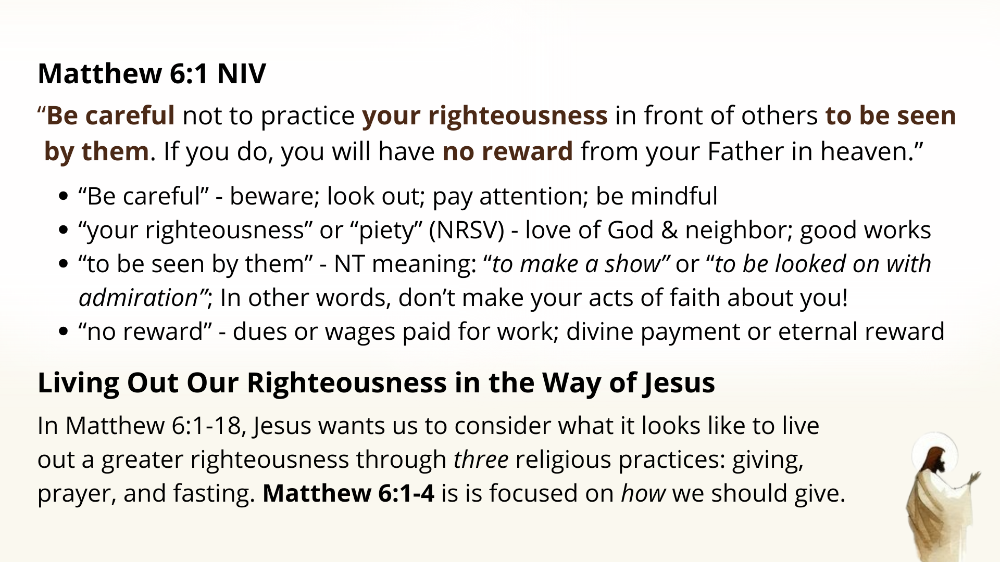 Matthew 6:1 NIV
“Be careful not to practice your righteousness in front of others to be seen
by them. If you do, you will have no reward from your Father in heaven.”
• “Be careful” - beware; look out; pay attention; be mindful
• “your righteousness” or “piety” (NRSV) - love of God & neighbor; good works
• “to be seen by them” - NT meaning: “to make a show” or “to be looked on with
admiration”; In other words, don’t make your acts of faith about you!
• “no reward” - dues or wages paid for work; divine payment or eternal reward
Living Out Our Righteousness in the Way of Jesus
In Matthew 6:1-18, Jesus wants us to consider what it looks like to live
out a greater righteousness through three religious practices: giving,
prayer, and fasting. Matthew 6:1-4 is is focused on how we should give.